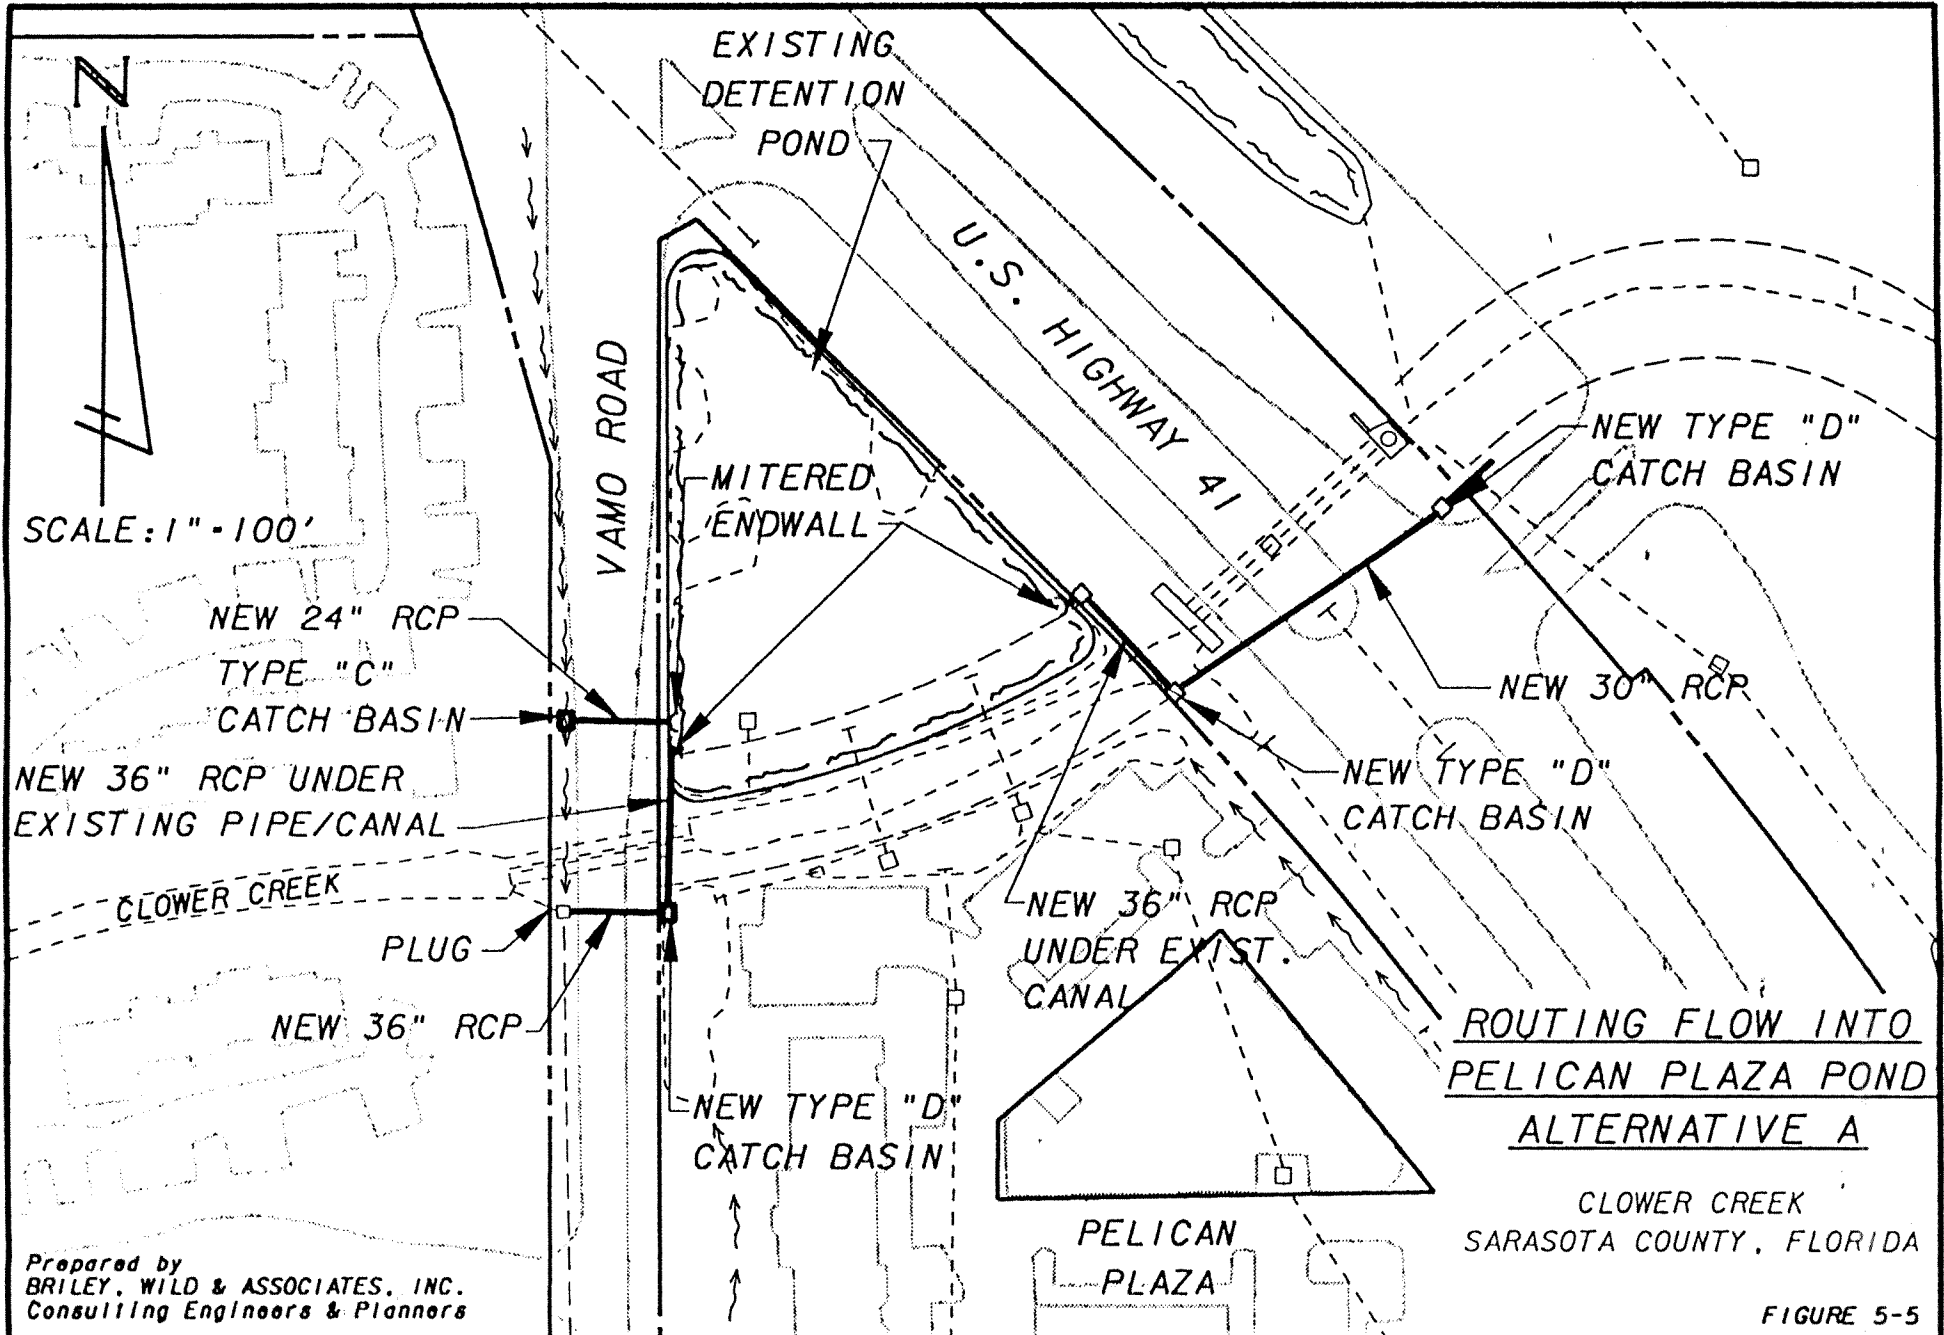 N
EXISTING
DETENTION
POND
U.S. HIGHWAY 41
VAMO ROAD
NEW TYPE "D"
CATCH BASIN
MITERED
ENDWALL
SCALE: 1" - 100'
NEW 24" RCP
TYPE "C"
CATCH BASIN
NEW 30" RCP
NEW 36" RCP UNDER
EXISTING PIPE/CANAL
NEW TYPE "D"
CATCH BASIN
CLOWER CREEK
PLUG
NEW 36" RCP
UNDER EXIST.
CANAL
NEW 36" RCP
NEW TYPE "D"
CATCH BASIN
ROUTING FLOW INTO
PELICAN PLAZA POND
ALTERNATIVE A
CLOWER CREEK
SARASOTA COUNTY, FLORIDA
PELICAN
PLAZA
Prepared by
BRILEY, WILD & ASSOCIATES, INC.
Consulting Engineers & Planners
FIGURE 5-5